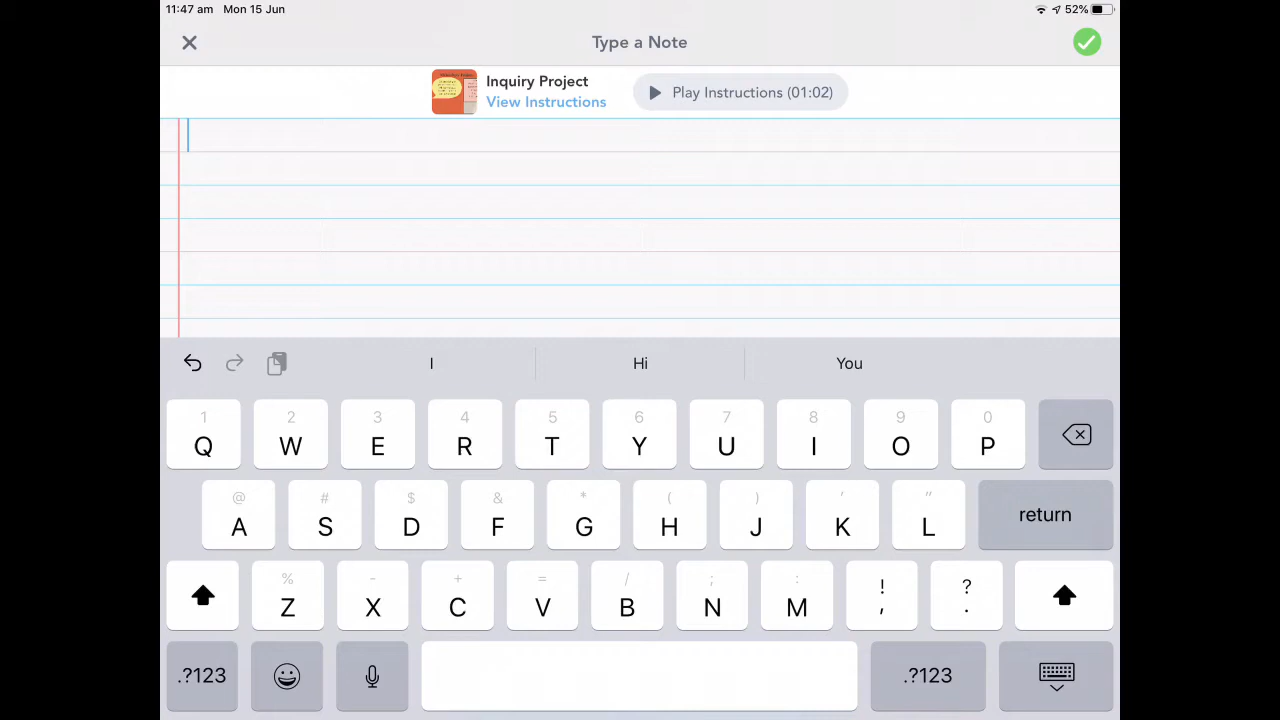 11:47 am Mon 15 Jun 52%
Type a Note
Inquiry Project
View Instructions
Play Instructions (01:02)
I Hi You
1 2 3 4 5 6 7 8 9 0
Q W E R T Y U I O P
@ # $ & * ( ) ' "
A S D F G H J K L return
% - + = / ; : ! ?
Z X C V B N M , .
.?123 .?123